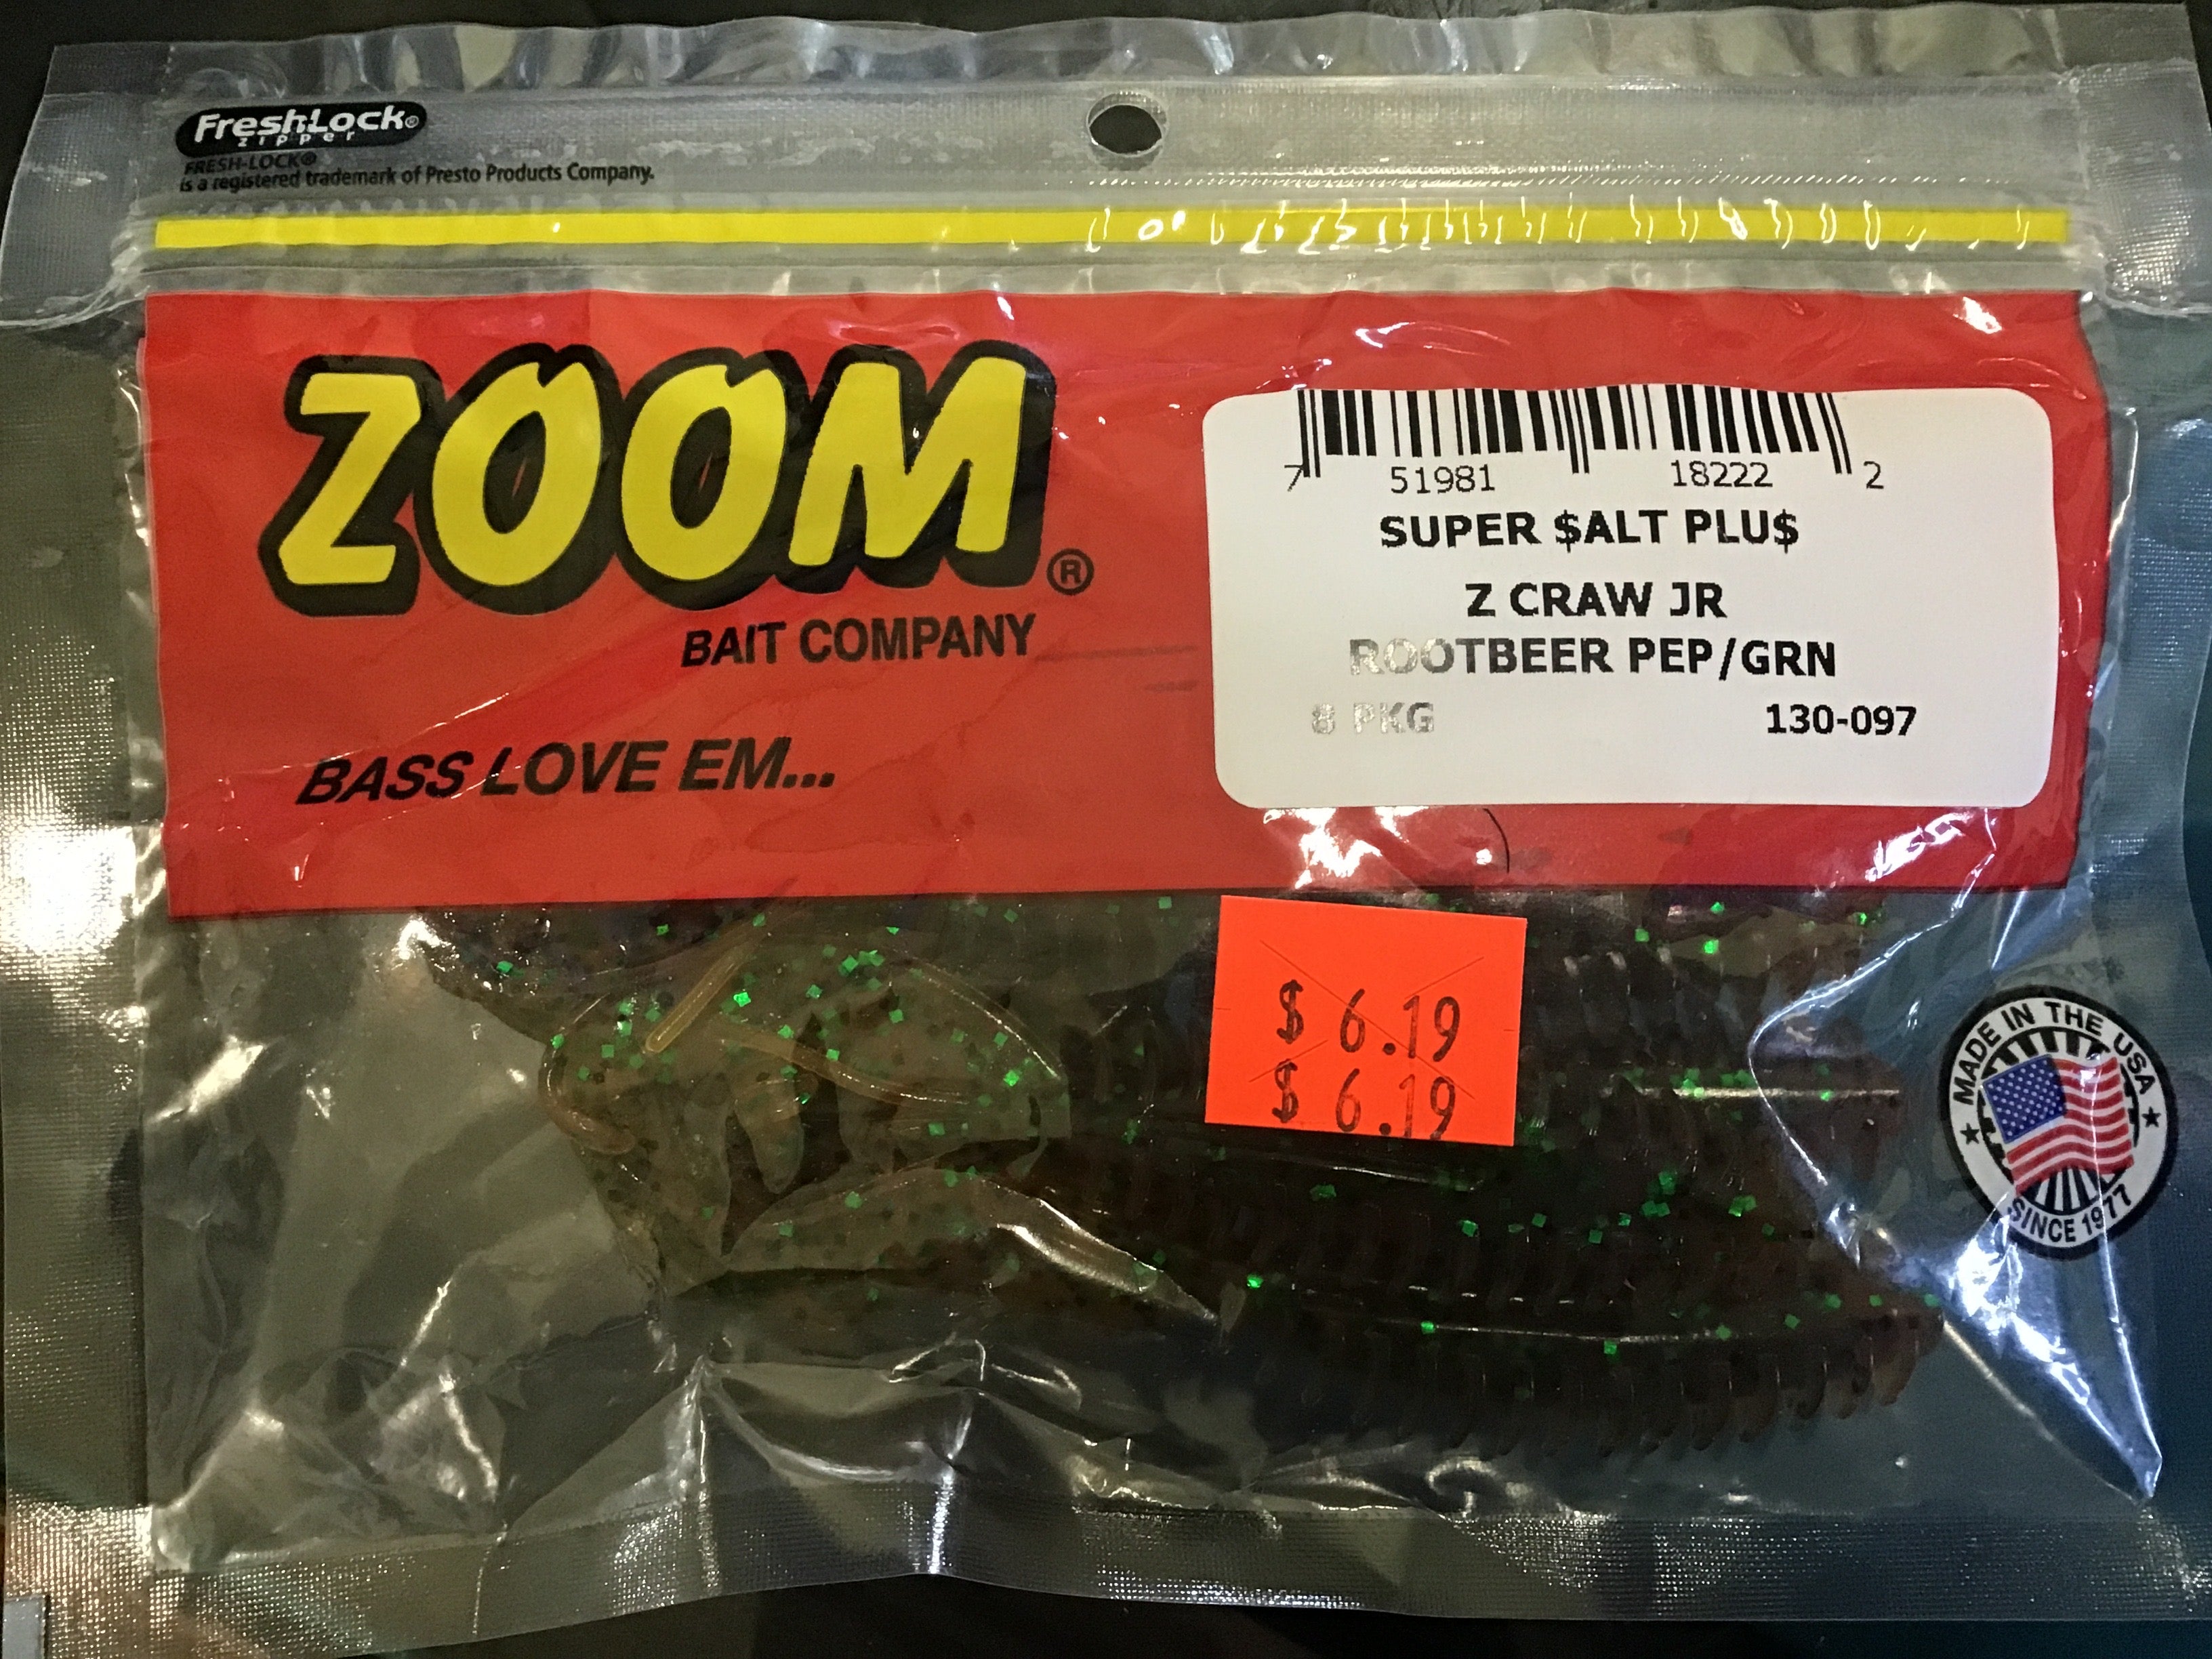 FreshLock®
zipper
FRESH-LOCK®
is a registered trademark of Presto Products Company.
ZOOM®
BAIT COMPANY
BASS LOVE EM...
7 51981 18222 2
SUPER $ALT PLU$
Z CRAW JR
ROOTBEER PEP/GRN
8 PKG 130-097
$ 6.19
$ 6.19
MADE IN THE USA
SINCE 1977